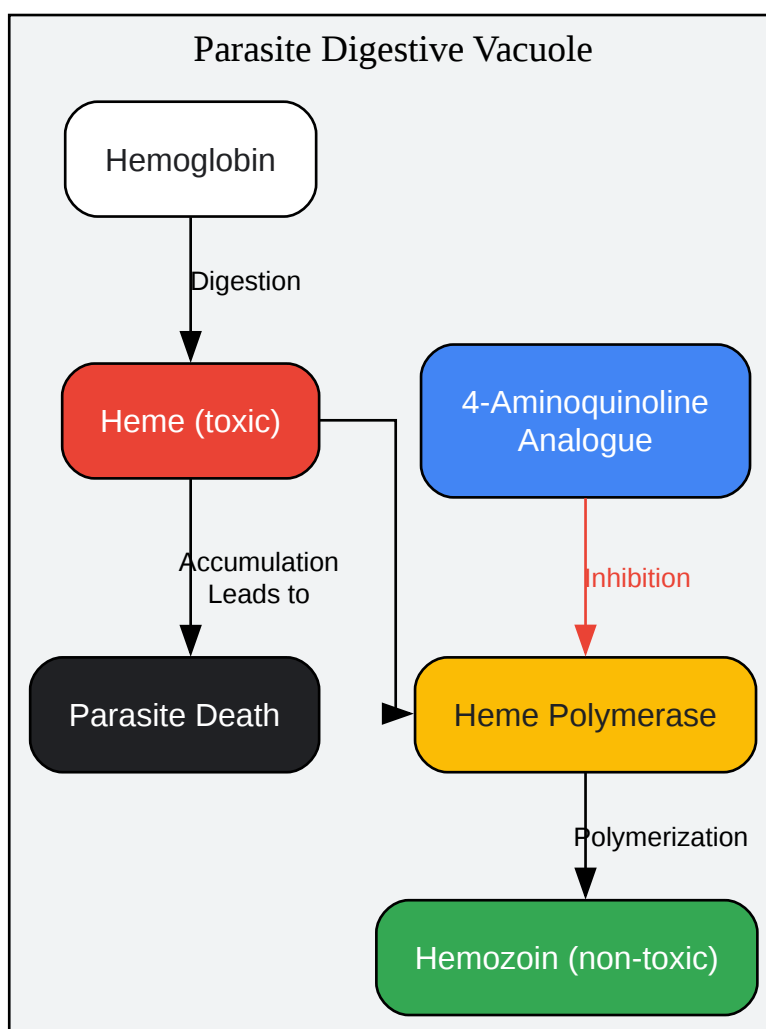 Parasite Digestive Vacuole
Hemoglobin
Digestion
Heme (toxic)
4-Aminoquinoline
Analogue
Accumulation
Leads to
Inhibition
Parasite Death
Heme Polymerase
Polymerization
Hemozoin (non-toxic)